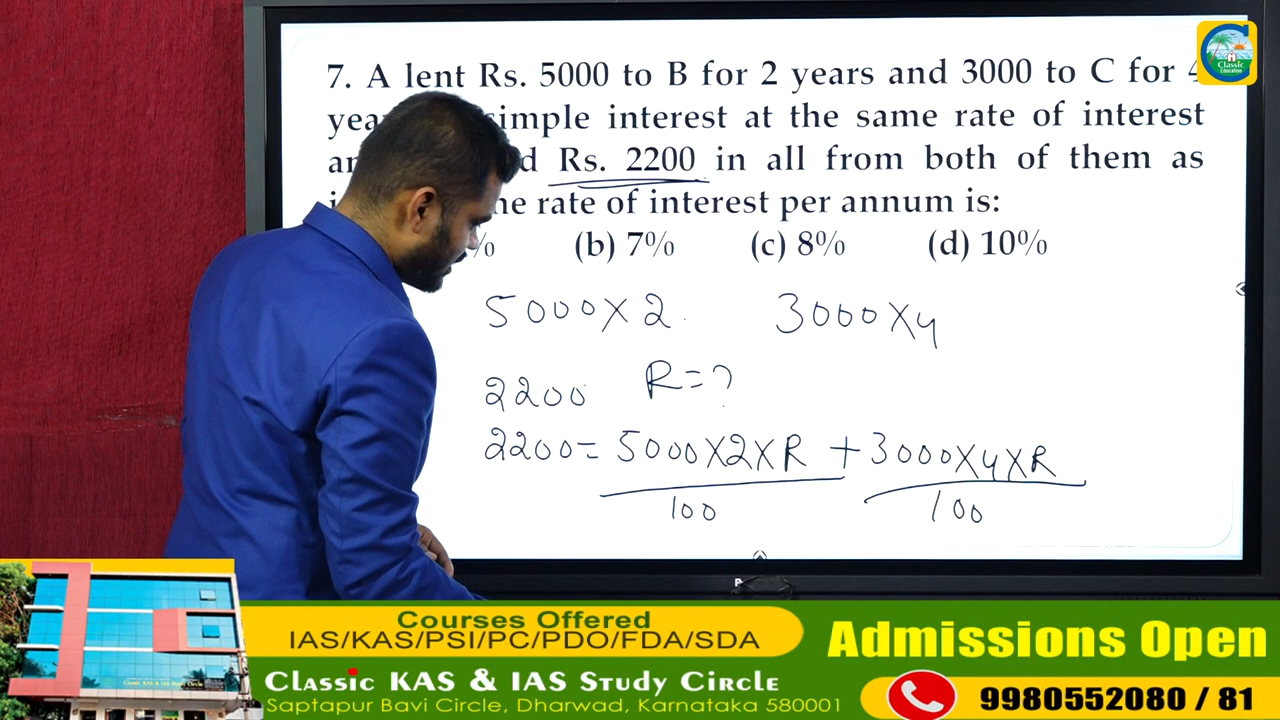 7. A lent Rs. 5000 to B for 2 years and 3000 to C for
simple interest at the same rate of interest
Rs. 2200 in all from both of them as
rate of interest per annum is:
% (b) 7% (c) 8% (d) 10%
5000×2 3000×4
2200 R=?
2200=5000×2×R/100 + 3000×4×R/100
Classic
Education
Courses Offered
IAS/KAS/PSI/PC/PDO/FDA/SDA
Classic KAS & IAS Study Circle
Saptapur Bavi Circle, Dharwad, Karnataka 580001
Admissions Open
9980552080 / 81